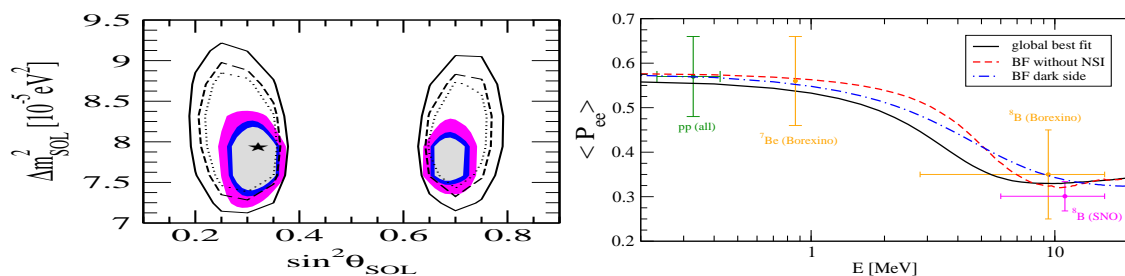 Δm²SOL [10⁻⁵eV²]
9.5
9
8.5
8
7.5
7
0.2
0.4
0.6
0.8
sin²θSOL
<Pee>
0.7
0.6
0.5
0.4
0.3
0.2
global best fit
BF without NSI
BF dark side
pp (all)
⁷Be (Borexino)
⁸B (Borexino)
⁸B (SNO)
1
10
E [MeV]